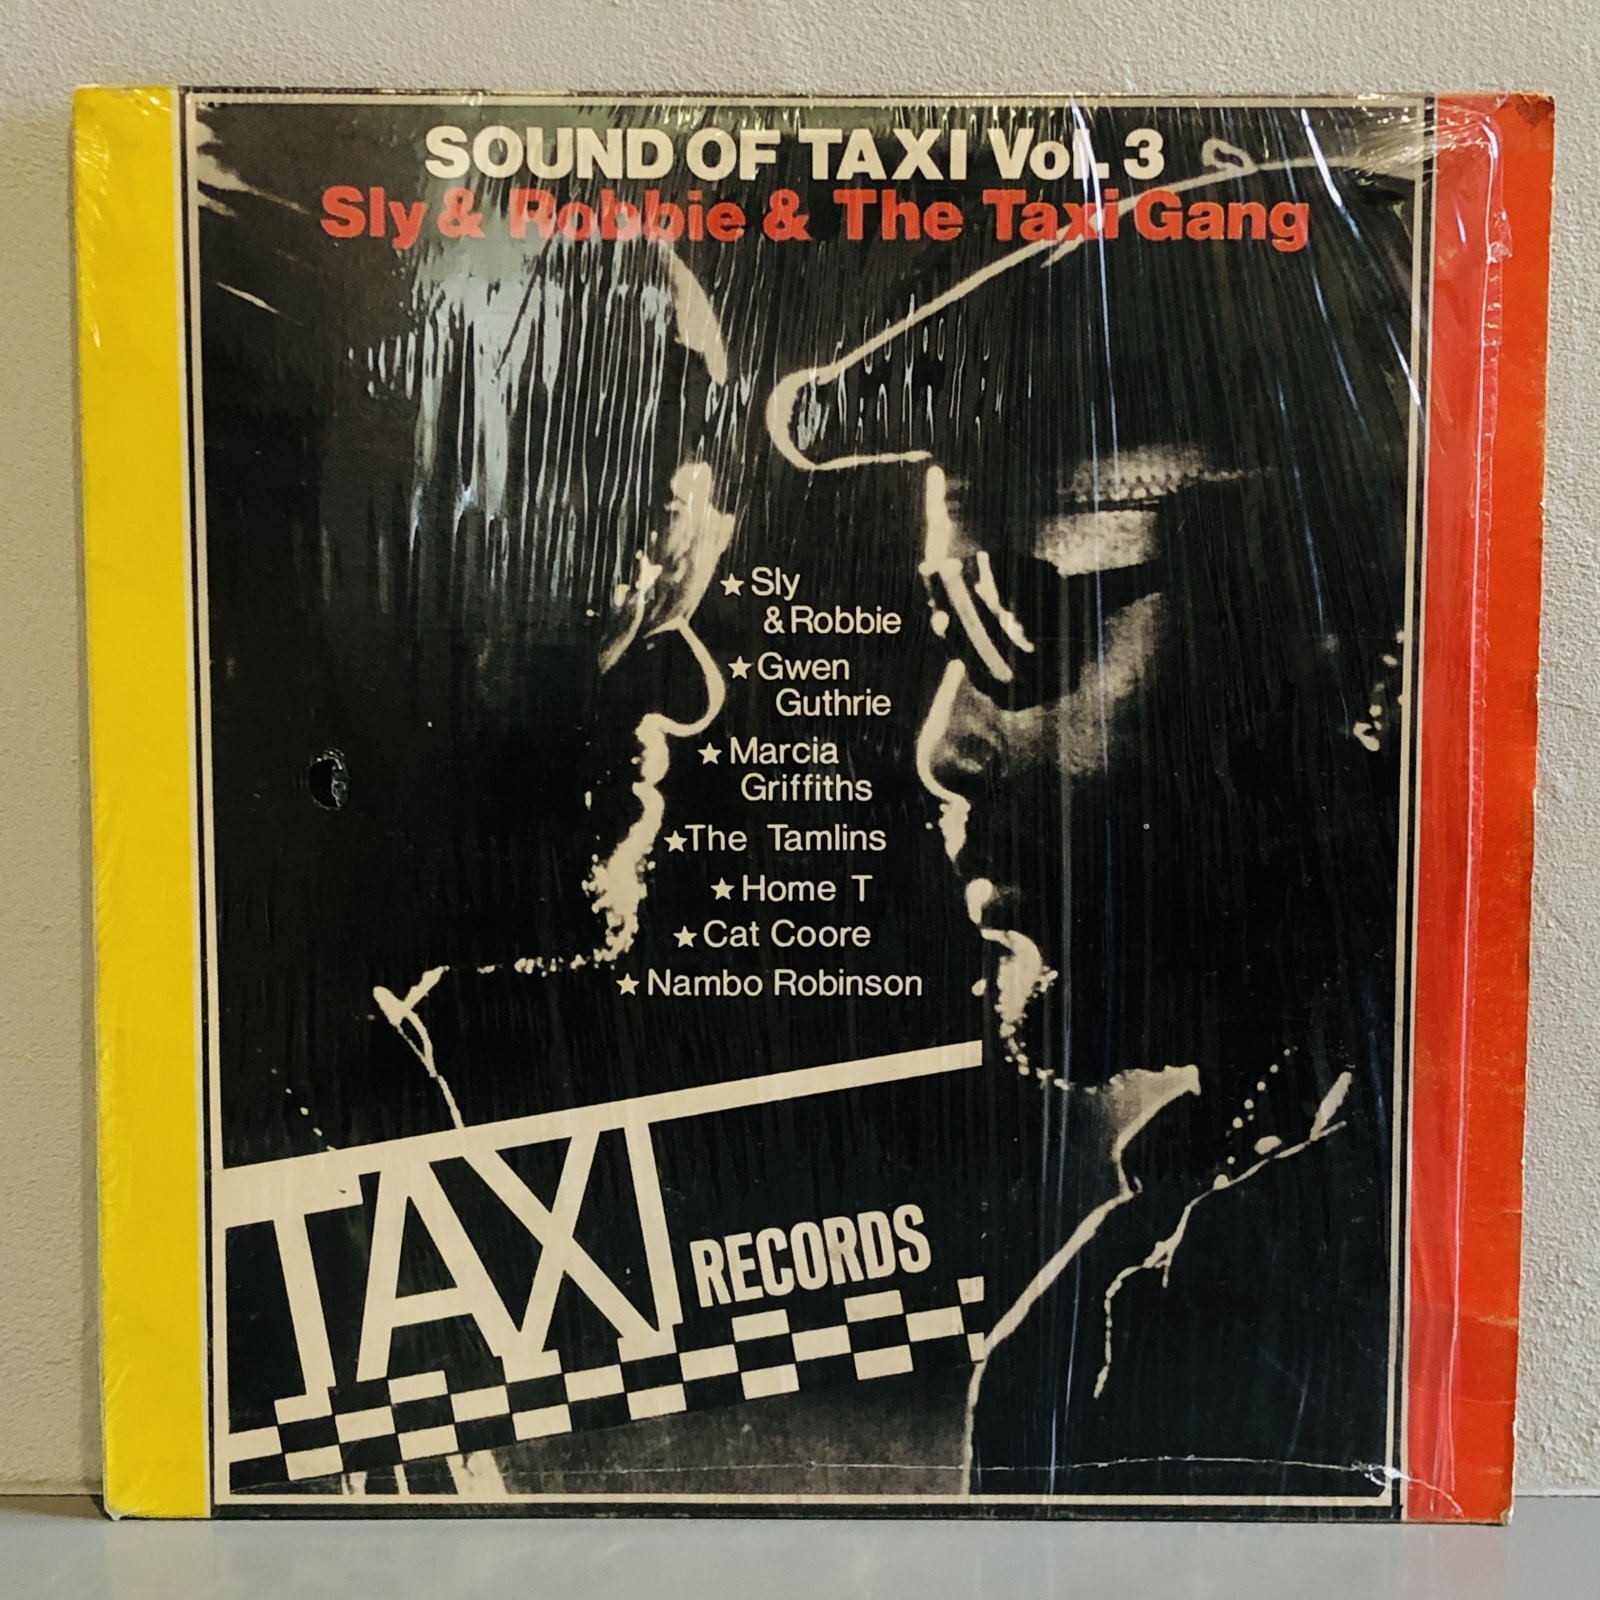 SOUND OF TAXI Vol. 3
Sly & Robbie & The Taxi Gang
★ Sly
& Robbie
★ Gwen
Guthrie
★ Marcia
Griffiths
★ The Tamlins
★ Home T
★ Cat Coore
★ Nambo Robinson
TAXI
RECORDS